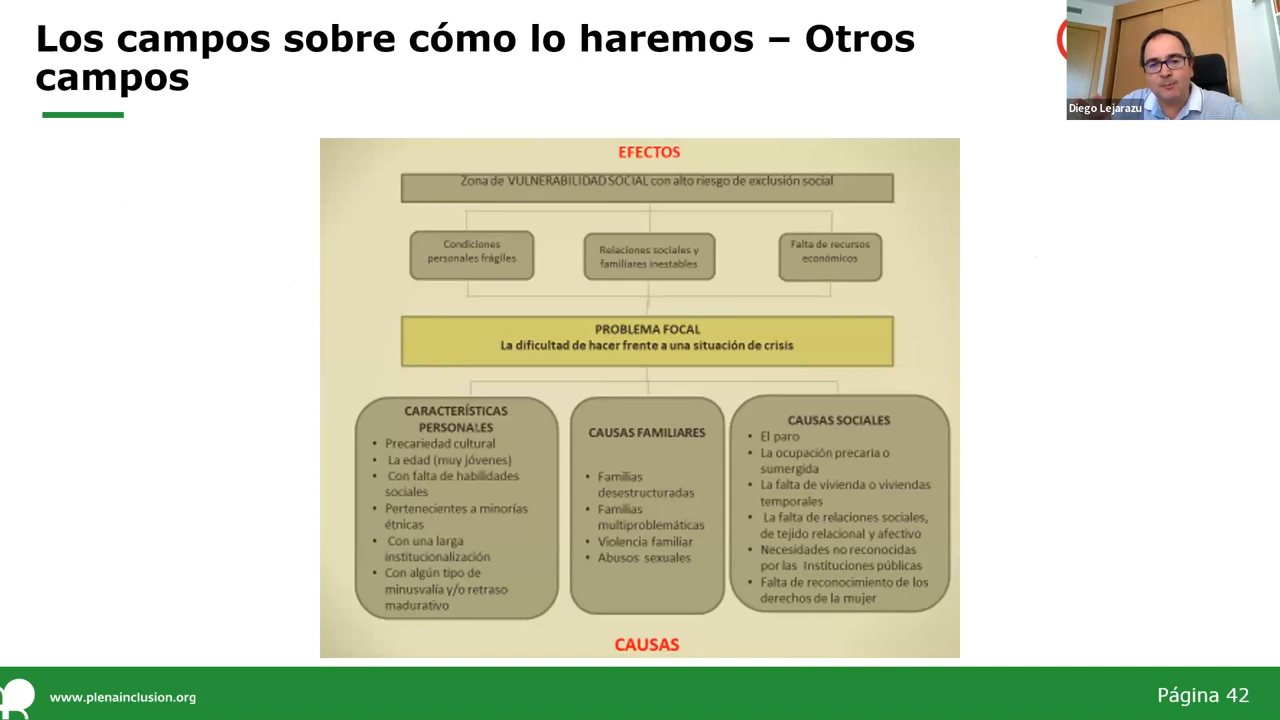 Los campos sobre cómo lo haremos – Otros
campos
Diego Lejarazu
EFECTOS
Zona de VULNERABILIDAD SOCIAL con alto riesgo de exclusión social
Condiciones
personales frágiles
Relaciones sociales y
familiares inestables
Falta de recursos
económicos
PROBLEMA FOCAL
La dificultad de hacer frente a una situación de crisis
CARACTERÍSTICAS
PERSONALES
• Precariedad cultural
• La edad (muy jóvenes)
• Con falta de habilidades
sociales
• Pertenecientes a minorías
étnicas
• Con una larga
institucionalización
• Con algún tipo de
minusvalía y/o retraso
madurativo
CAUSAS FAMILIARES
• Familias
desestructuradas
• Familias
multiproblemáticas
• Violencia familiar
• Abusos sexuales
CAUSAS SOCIALES
• El paro
• La ocupación precaria o
sumergida
• La falta de vivienda o viviendas
temporales
• La falta de relaciones sociales,
de tejido relacional y afectivo
• Necesidades no reconocidas
por las Instituciones públicas
• Falta de reconocimiento de los
derechos de la mujer
CAUSAS
www.plenainclusion.org
Página 42